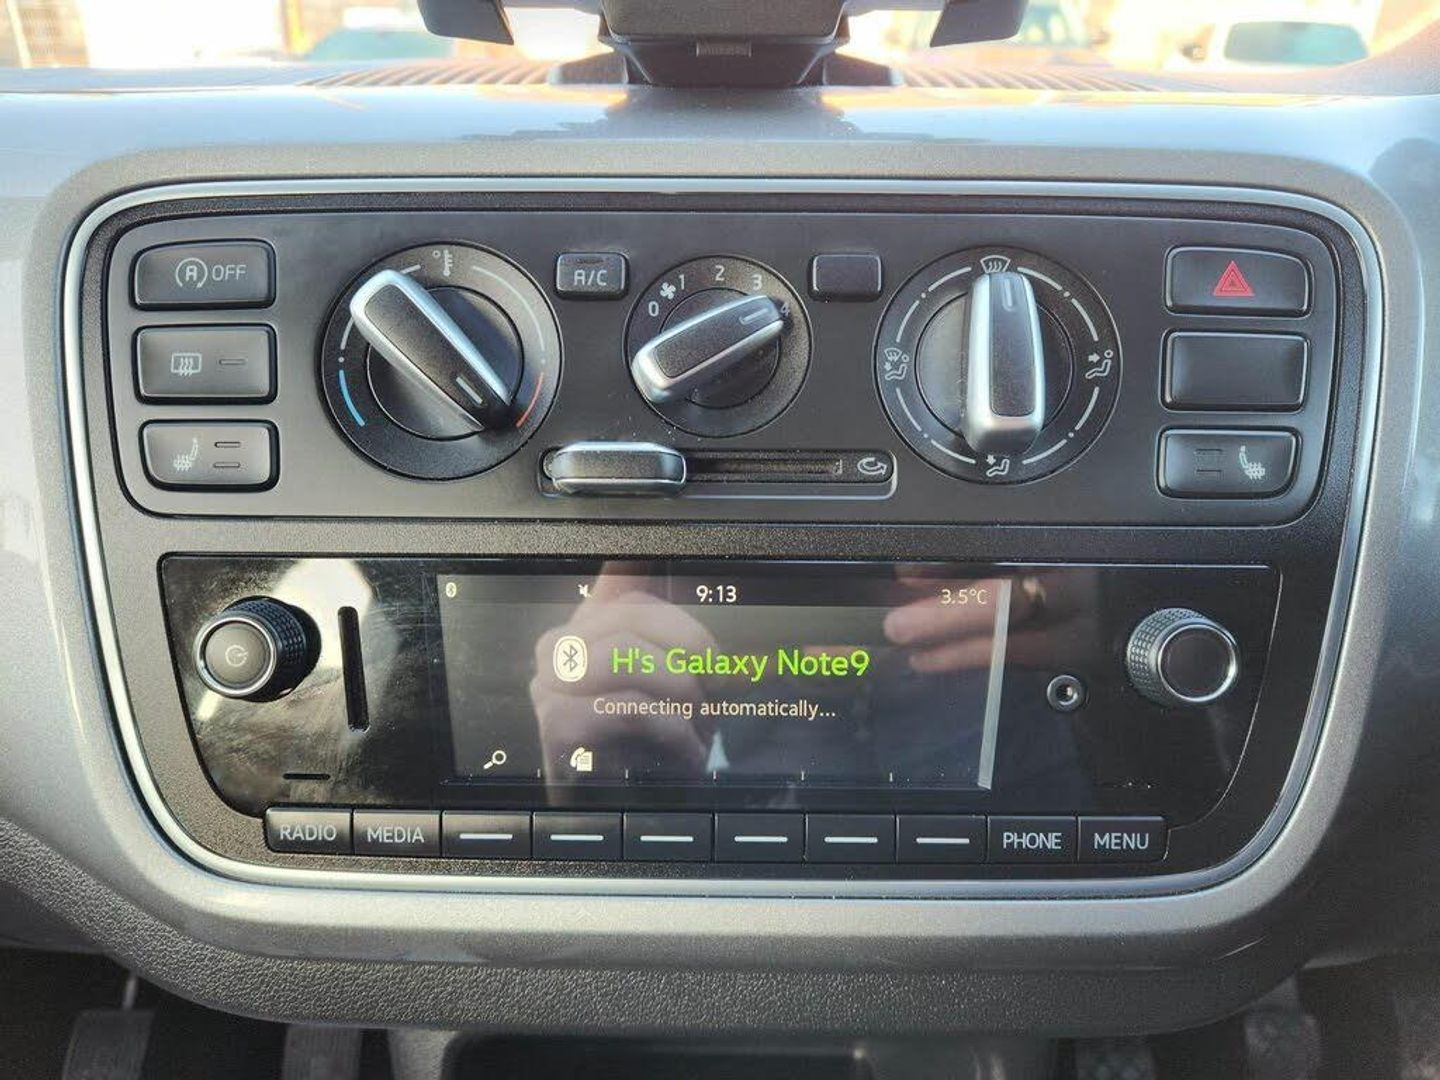 A OFF
A/C
0 1 2 3 4
9:13 3.5°C
H's Galaxy Note9
Connecting automatically...
RADIO MEDIA PHONE MENU